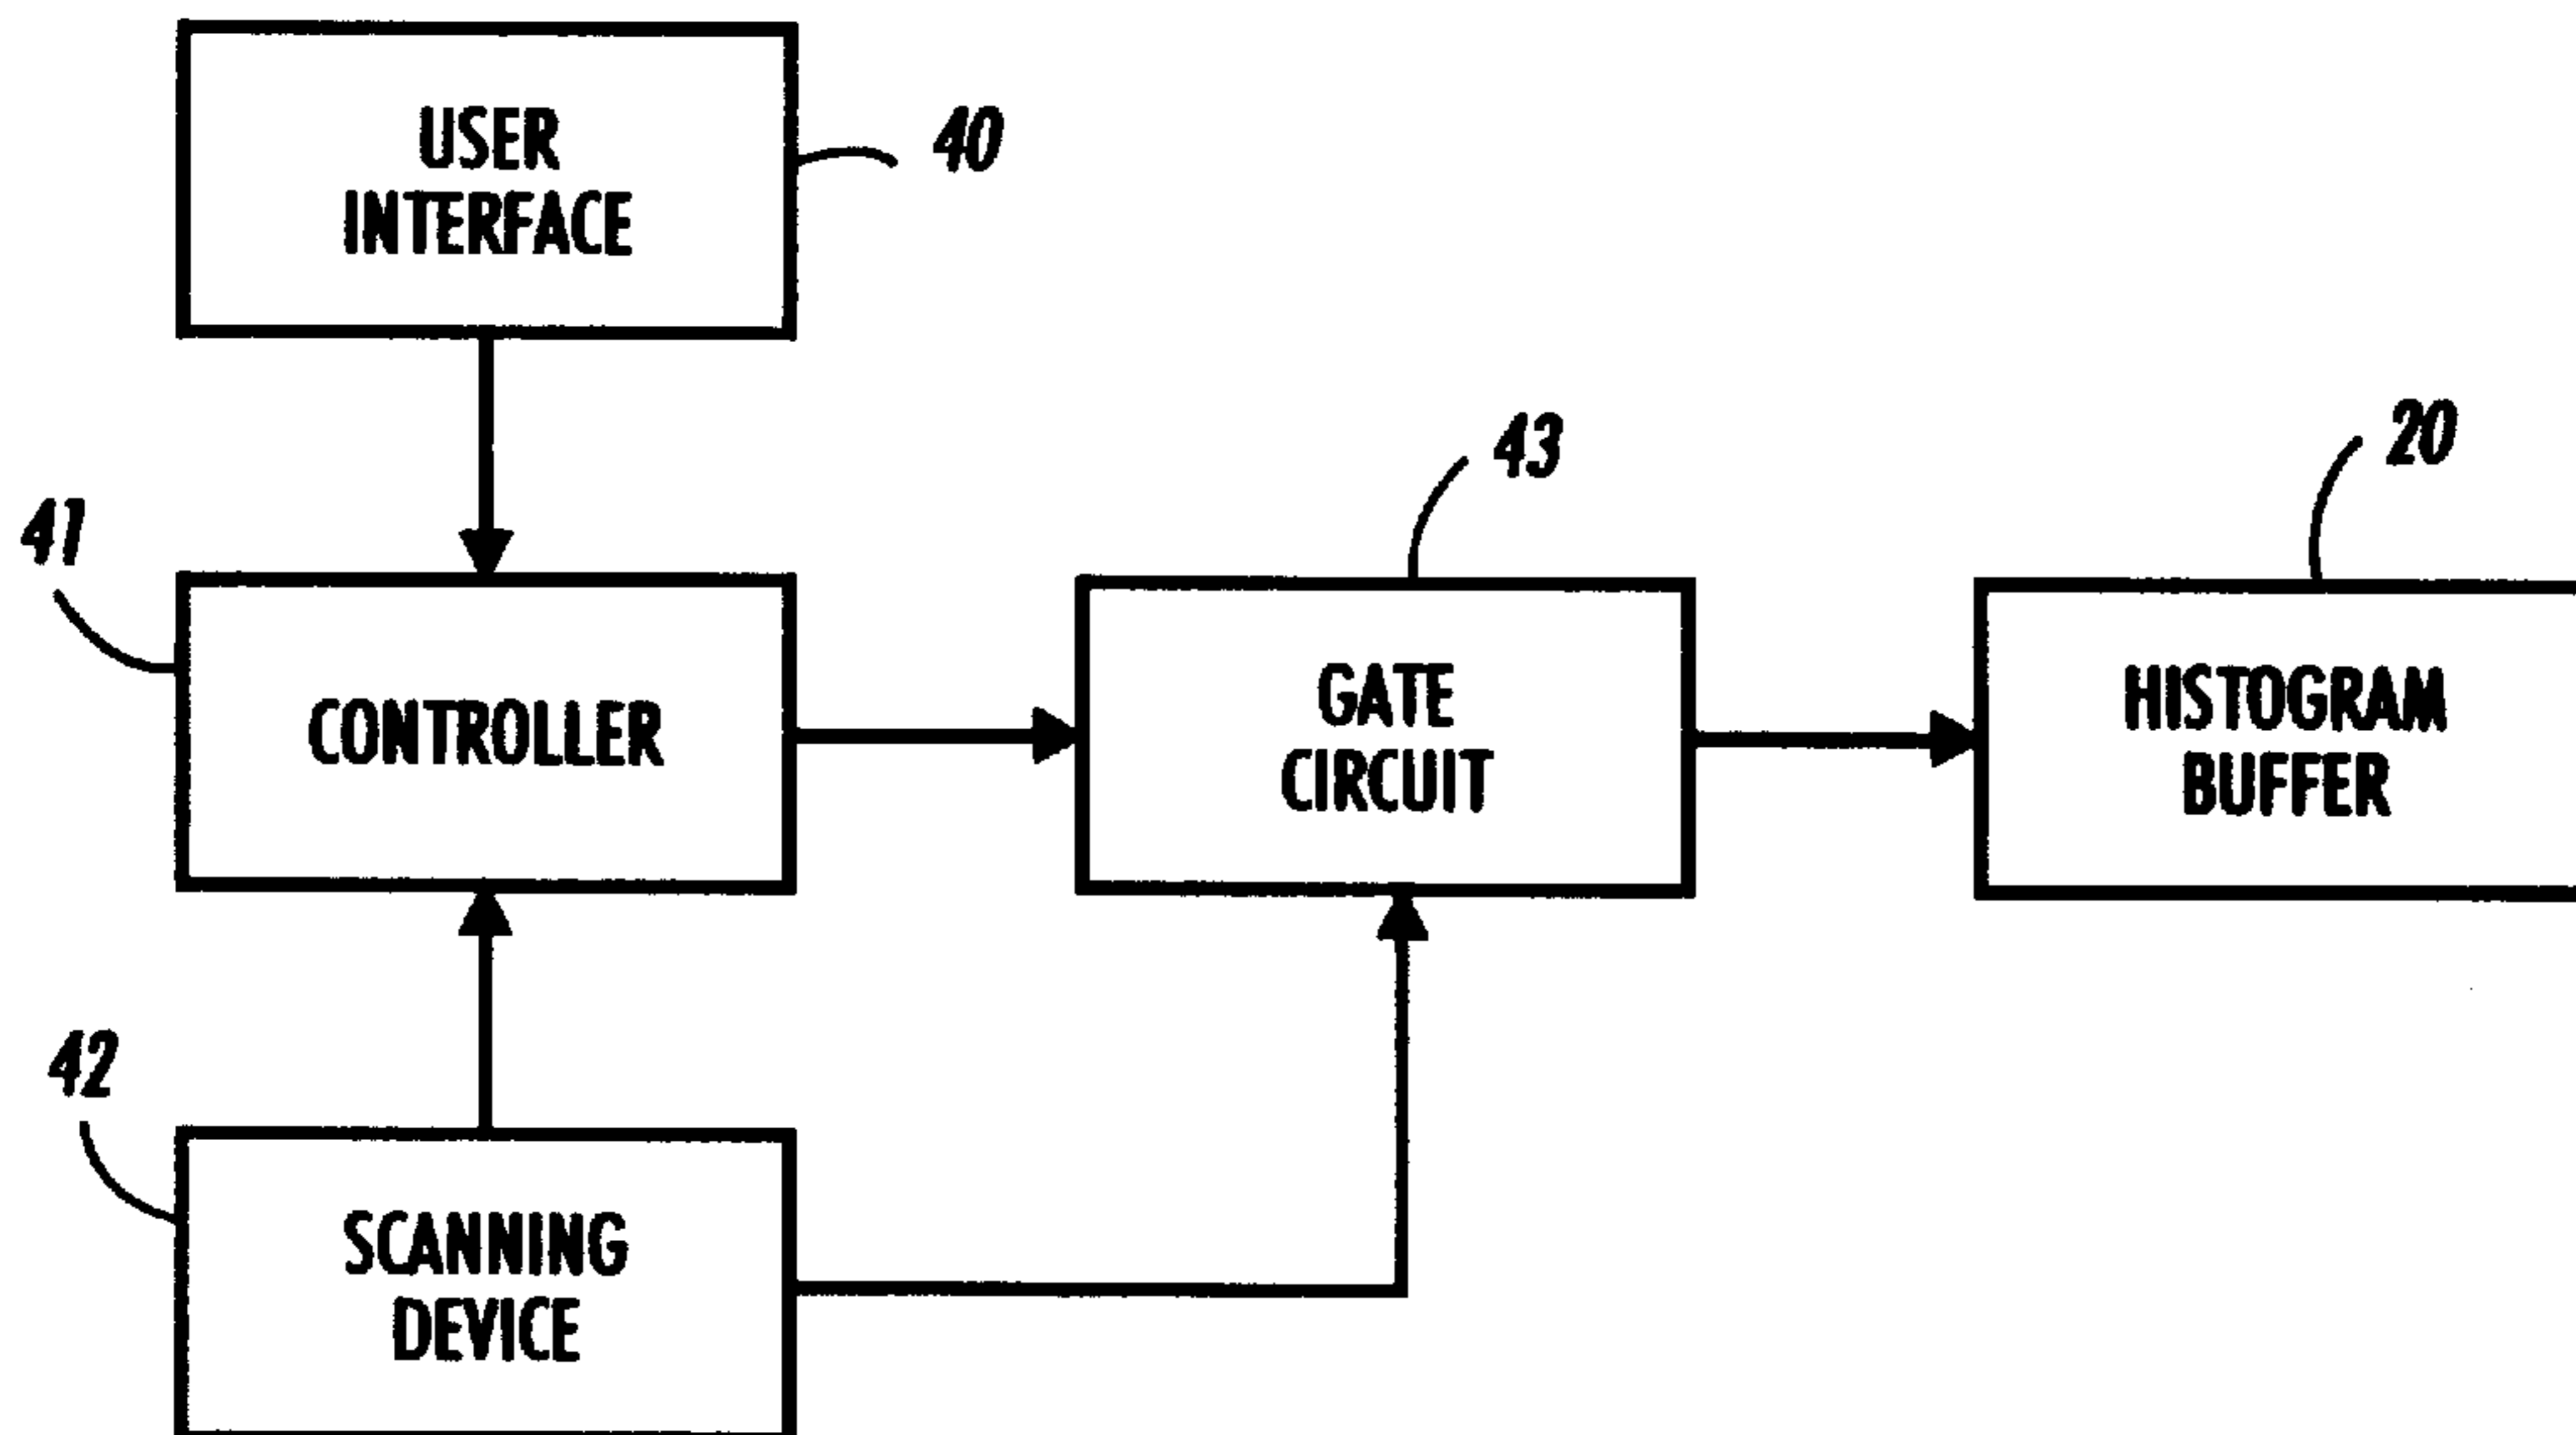 USER
INTERFACE
40
41
43
20
CONTROLLER
GATE
CIRCUIT
HISTOGRAM
BUFFER
42
SCANNING
DEVICE